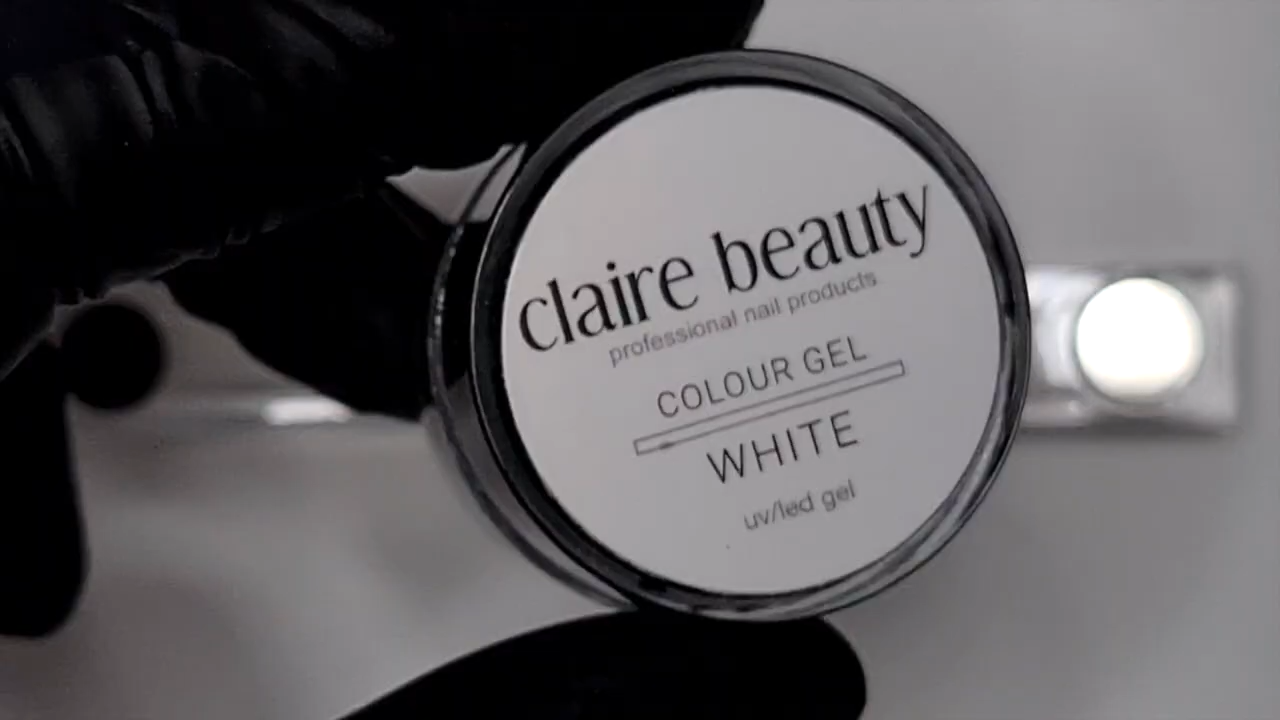 claire beauty
professional nail products
COLOUR GEL
WHITE
uv/led gel